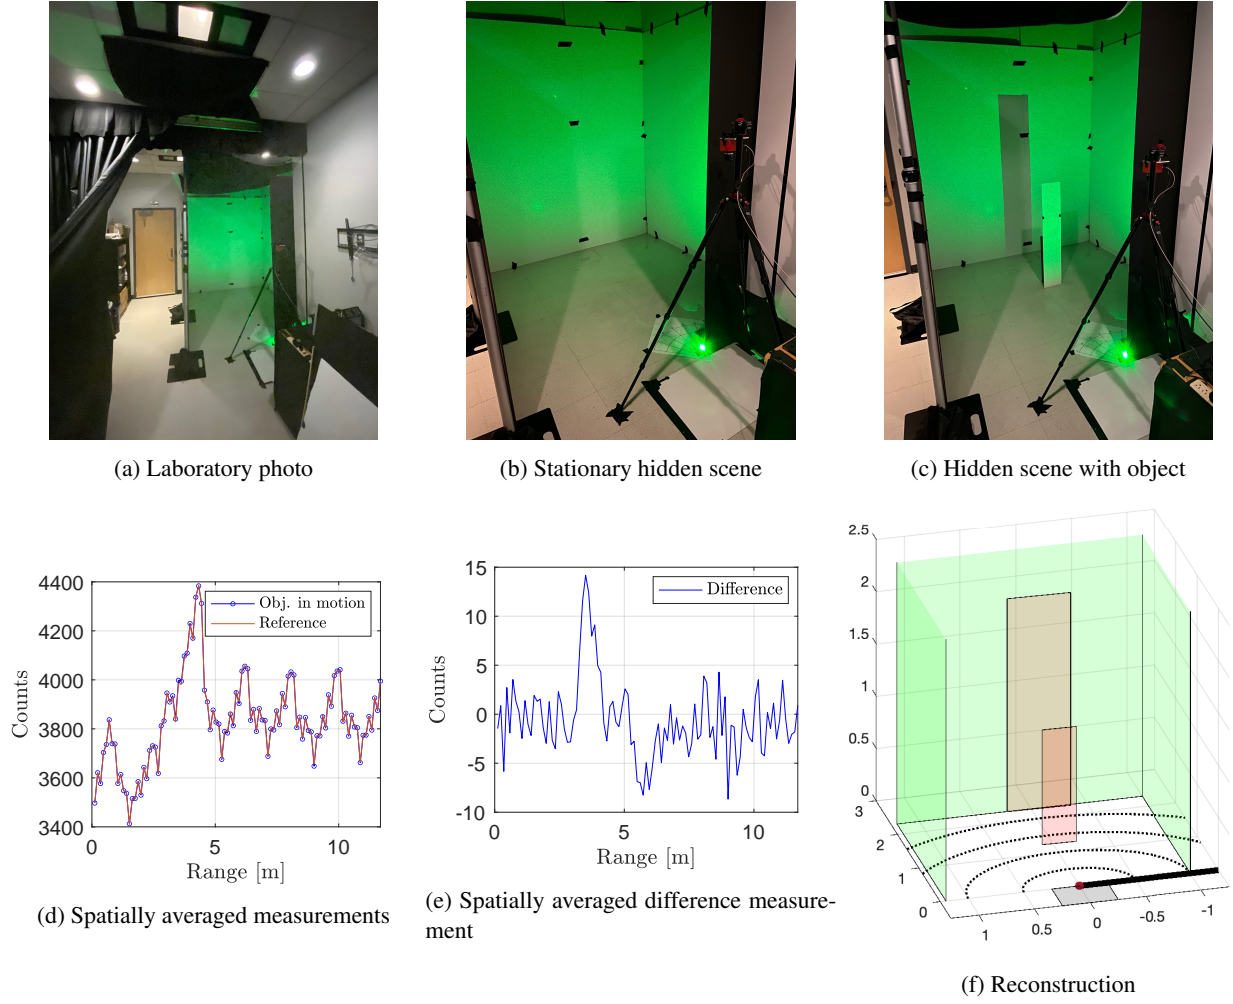 (a) Laboratory photo
(b) Stationary hidden scene
(c) Hidden scene with object
4400
4200
4000
3800
3600
3400
Counts
Obj. in motion
Reference
0
5
10
Range [m]
(d) Spatially averaged measurements
15
10
5
0
-5
-10
Counts
Difference
0
5
10
Range [m]
(e) Spatially averaged difference measure-
ment
2.5
2
1.5
1
0.5
0
3
2
1
0
1
0.5
0
-0.5
-1
(f) Reconstruction